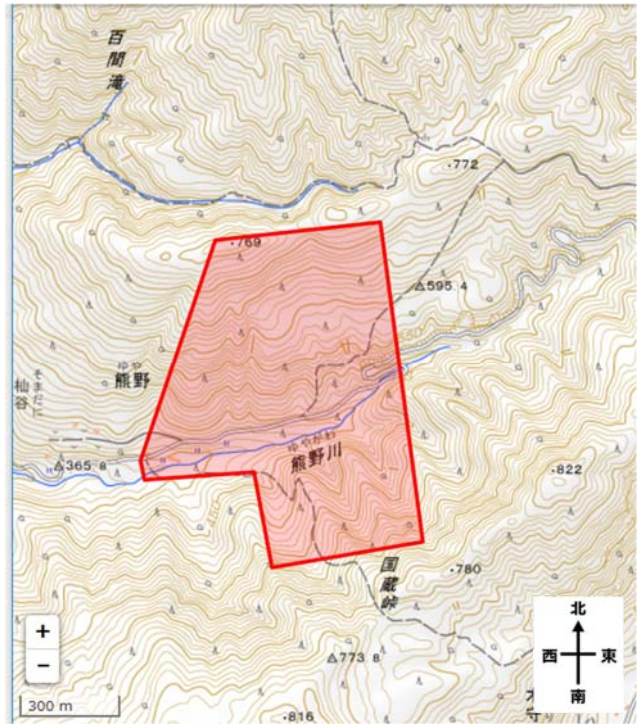 百間滝
・772
・769
△595.4
ゆや
熊野
そまだに
杣谷
ゆやがわ
熊野川
△365.8
・822
国蔵峠
・780
△773.8
・816
+
−
300 m
北
西 東
南